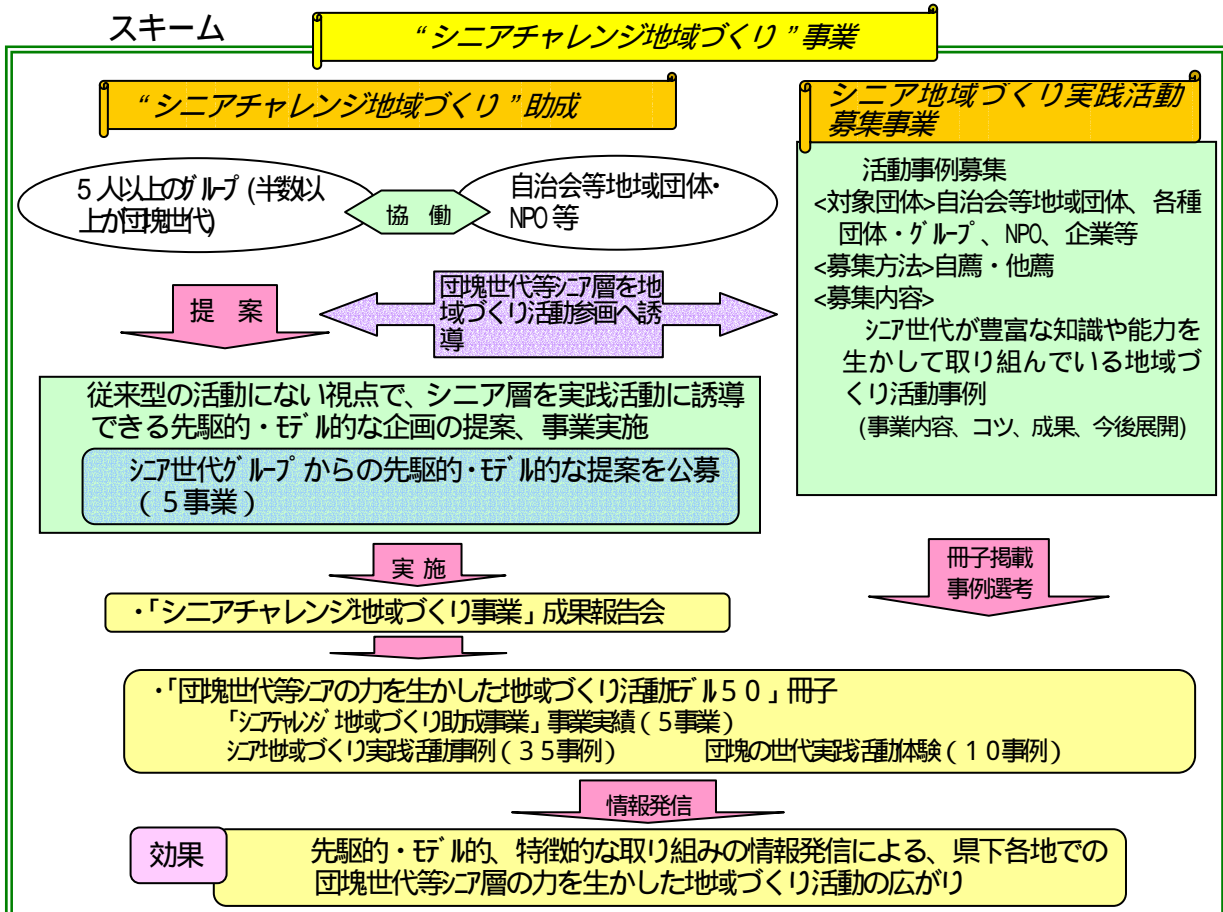 スキーム
“シニアチャレンジ地域づくり”事業
“シニアチャレンジ地域づくり”助成
5人以上のグループ(半数以
上が団塊世代)
協 働
自治会等地域団体・
NPO等
提 案
団塊世代等シニア層を地
域づくり活動参画へ誘
導
従来型の活動にない視点で、シニア層を実践活動に誘導
できる先駆的・モデル的な企画の提案、事業実施
シニア世代グループからの先駆的・モデル的な提案を公募
(5事業)
実 施
・「シニアチャレンジ地域づくり事業」成果報告会
シニア地域づくり実践活動
募集事業
活動事例募集
<対象団体>自治会等地域団体、各種
団体・グループ、NPO、企業等
<募集方法>自薦・他薦
<募集内容>
シニア世代が豊富な知識や能力を
生かして取り組んでいる地域づ
くり活動事例
(事業内容、コツ、成果、今後展開)
冊子掲載
事例選考
・「団塊世代等シニアの力を生かした地域づくり活動モデル50」冊子
「シニアチャレンジ地域づくり助成事業」事業実績(5事業)
シニア地域づくり実践活動事例(35事例) 団塊の世代実践活動体験(10事例)
情報発信
効果
先駆的・モデル的、特徴的な取り組みの情報発信による、県下各地での
団塊世代等シニア層の力を生かした地域づくり活動の広がり